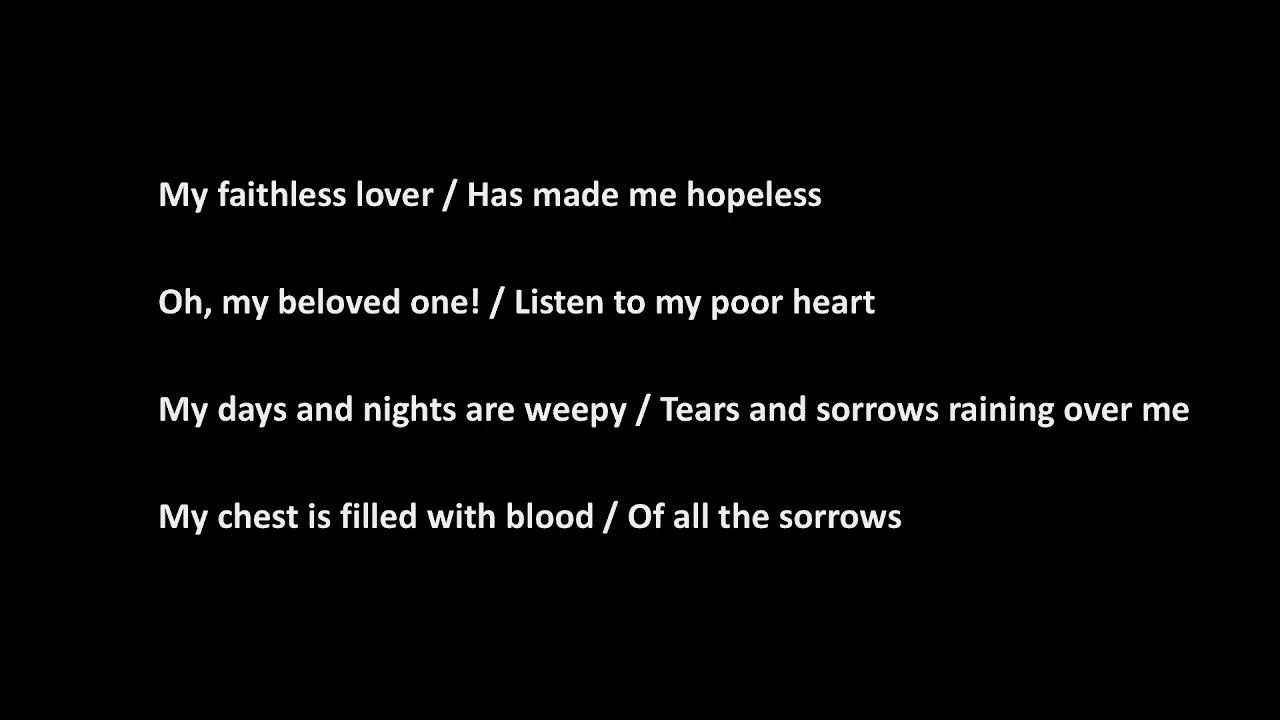 My faithless lover / Has made me hopeless
Oh, my beloved one! / Listen to my poor heart
My days and nights are weepy / Tears and sorrows raining over me
My chest is filled with blood / Of all the sorrows